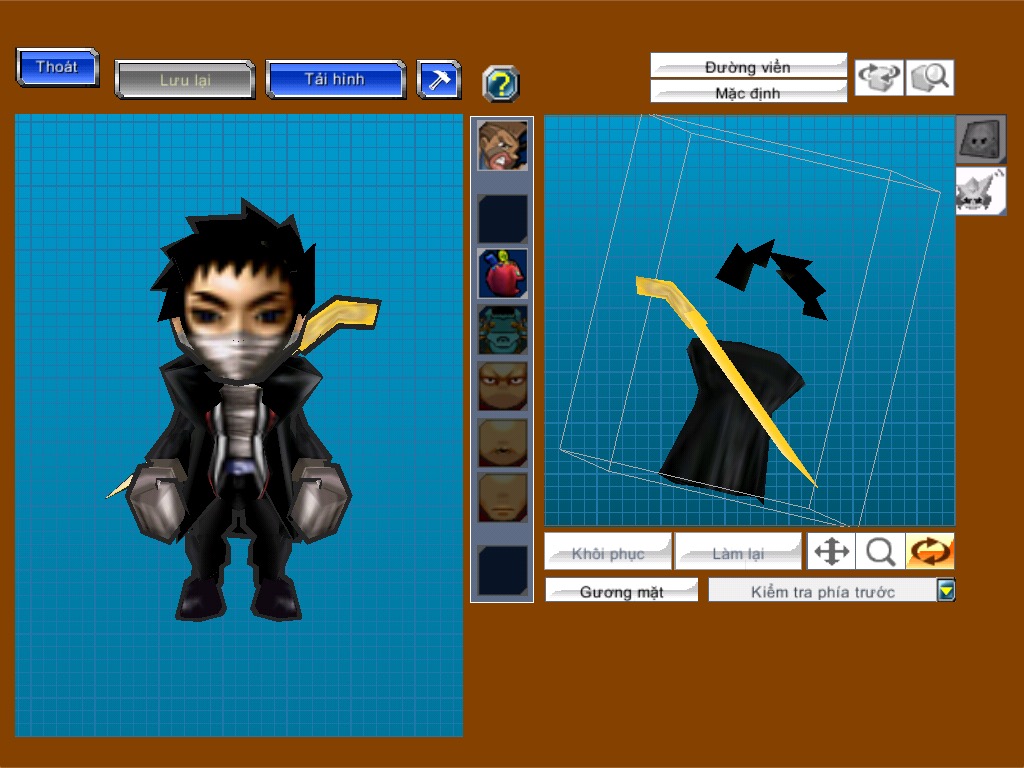 Thoát
Lưu lại
Tải hình
?
Đường viền
Mặc định
Khôi phục
Làm lại
Gương mặt
Kiểm tra phía trước